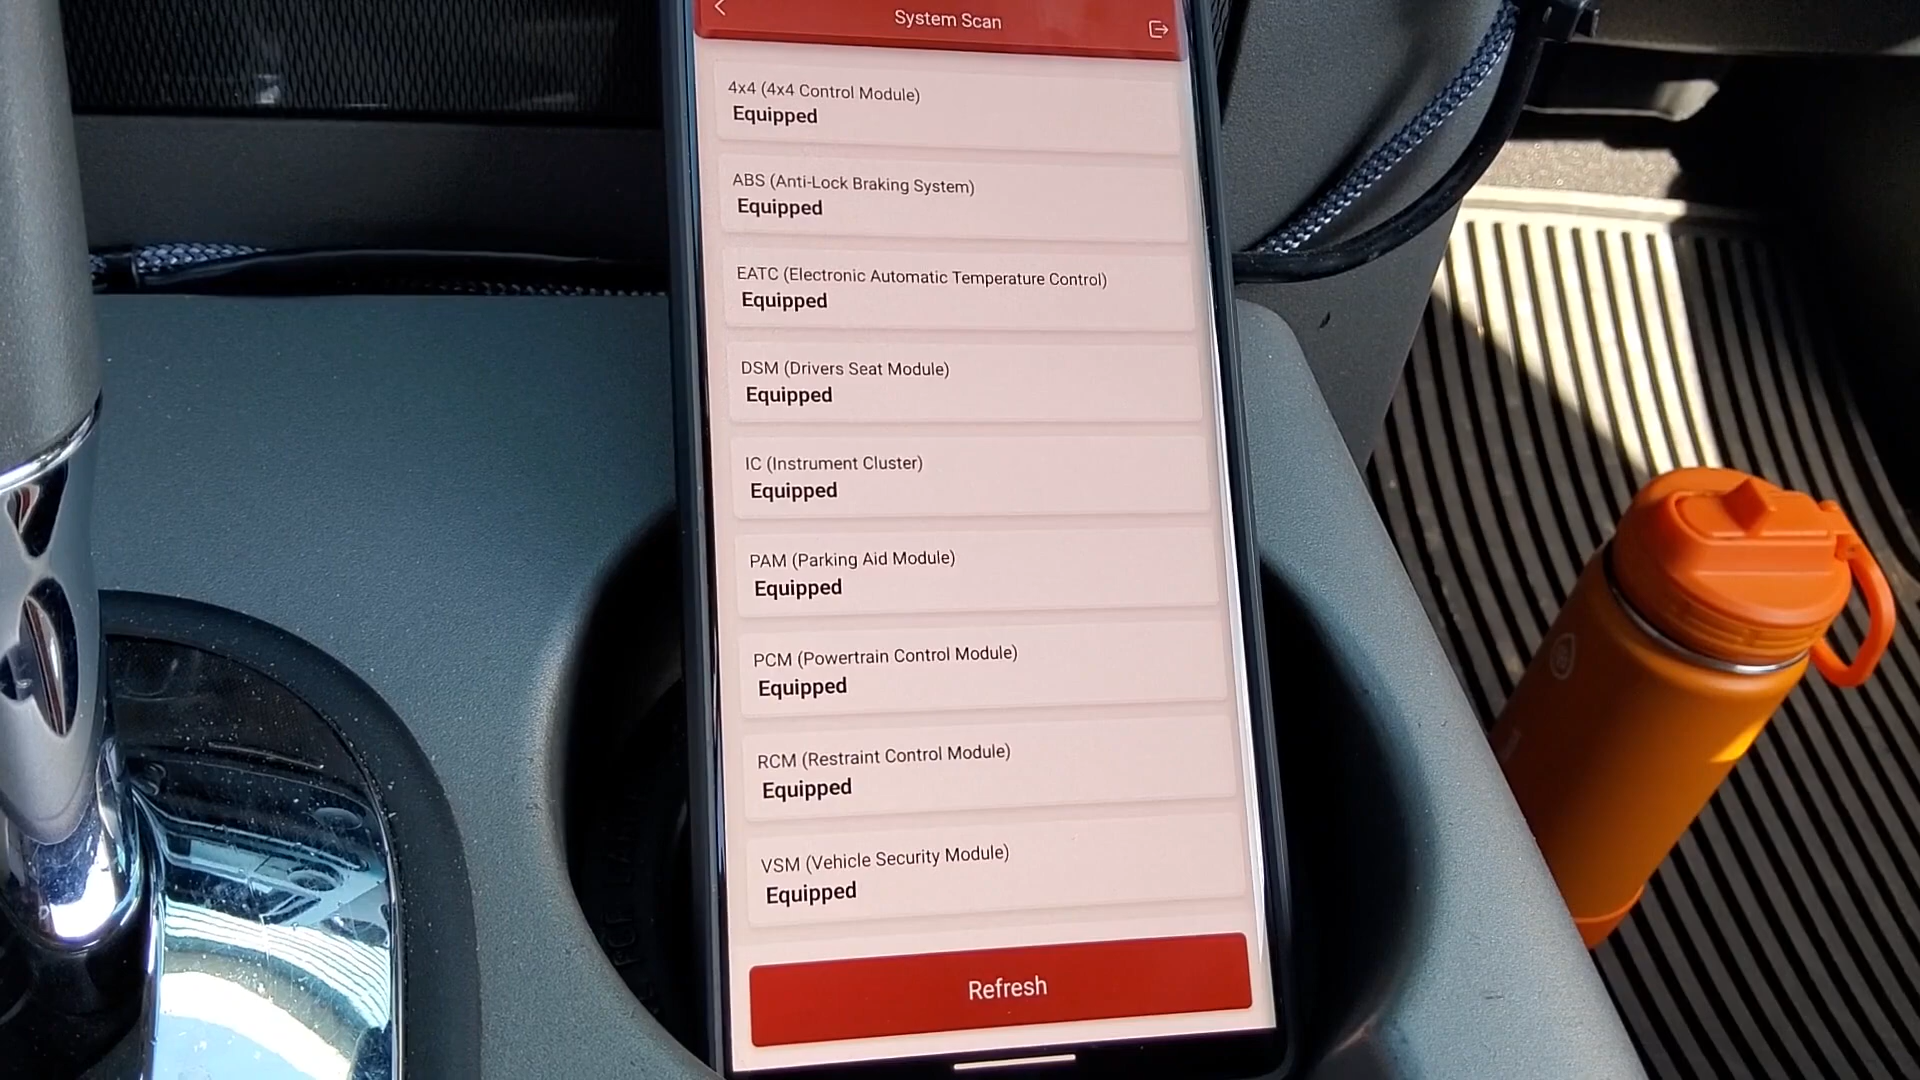 System Scan
4x4 (4x4 Control Module)
Equipped
ABS (Anti-Lock Braking System)
Equipped
EATC (Electronic Automatic Temperature Control)
Equipped
DSM (Drivers Seat Module)
Equipped
IC (Instrument Cluster)
Equipped
PAM (Parking Aid Module)
Equipped
PCM (Powertrain Control Module)
Equipped
RCM (Restraint Control Module)
Equipped
VSM (Vehicle Security Module)
Equipped
Refresh